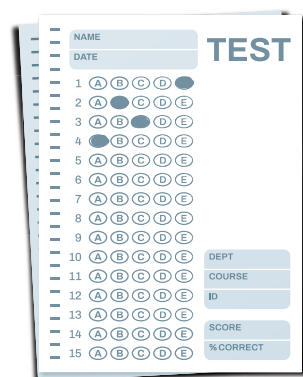 NAME
TEST
DATE
1 A B C D
2 A C D E
3 A B D E
4 B C D E
5 A B C D E
6 A B C D E
7 A B C D E
8 A B C D E
9 A B C D E
10 A B C D E
11 A B C D E
12 A B C D E
13 A B C D E
14 A B C D E
15 A B C D E
DEPT
COURSE
ID
SCORE
% CORRECT